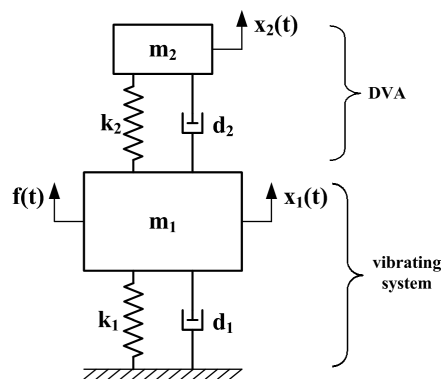 x₂(t)
m₂
DVA
k₂
d₂
f(t)
x₁(t)
m₁
vibrating
system
k₁
d₁